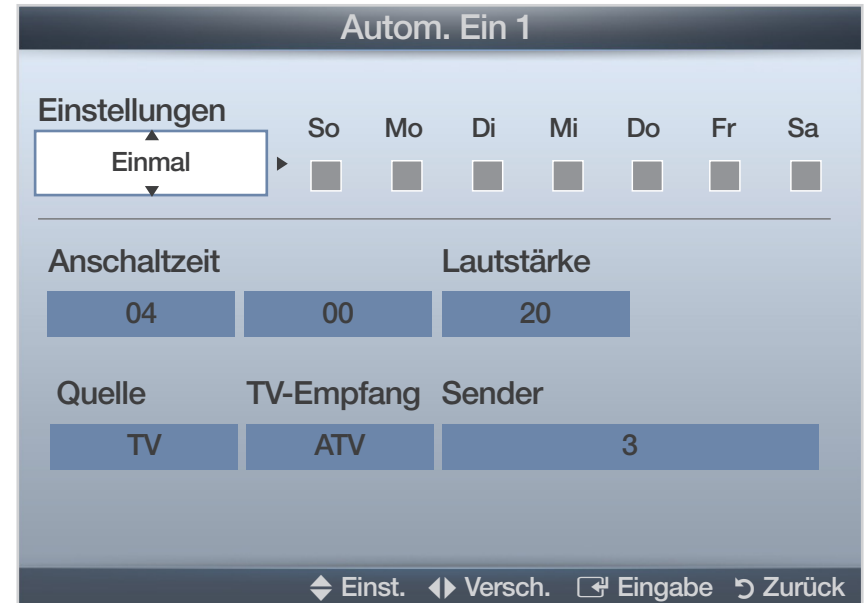 Autom. Ein 1
Einstellungen
So Mo Di Mi Do Fr Sa
Einmal
Anschaltzeit Lautstärke
04 00 20
Quelle TV-Empfang Sender
TV ATV 3
Einst. Versch. Eingabe Zurück